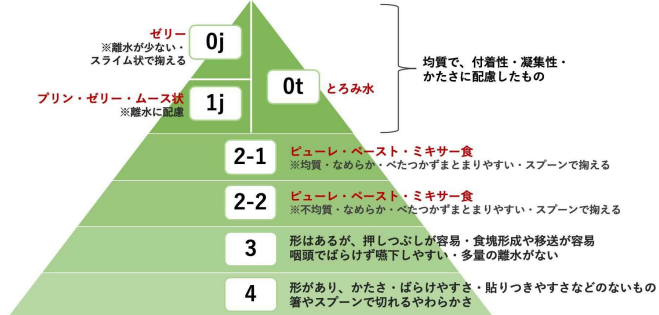 ゼリー
※離水が少ない・
スライム状で掬える
0j
プリン・ゼリー・ムース状
※離水に配慮
1j
0t
とろみ水
均質で、付着性・凝集性・
かたさに配慮したもの
2-1
ピューレ・ペースト・ミキサー食
※均質・なめらか・べたつかずまとまりやすい・スプーンで掬える
2-2
ピューレ・ペースト・ミキサー食
※不均質・なめらか・べたつかずまとまりやすい・スプーンで掬える
3
形はあるが、押しつぶしが容易・食塊形成や移送が容易
咽頭でばらけず嚥下しやすい・多量の離水がない
4
形があり、かたさ・ばらけやすさ・貼りつきやすさなどのないもの
箸やスプーンで切れるやわらかさ